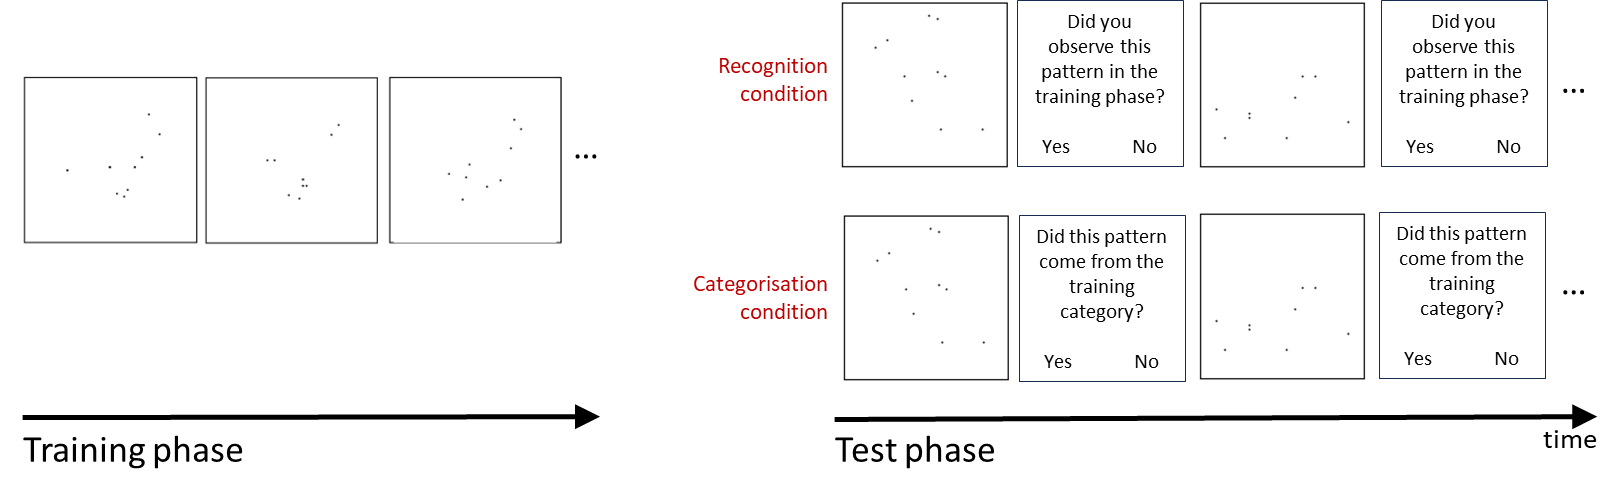 Recognition
condition
Did you
observe this
pattern in the
training phase?
Yes No
Did you
observe this
pattern in the
training phase?
Yes No
...
...
Categorisation
condition
Did this pattern
come from the
training
category?
Yes No
Did this pattern
come from the
training
category?
Yes No
...
Training phase
Test phase
time